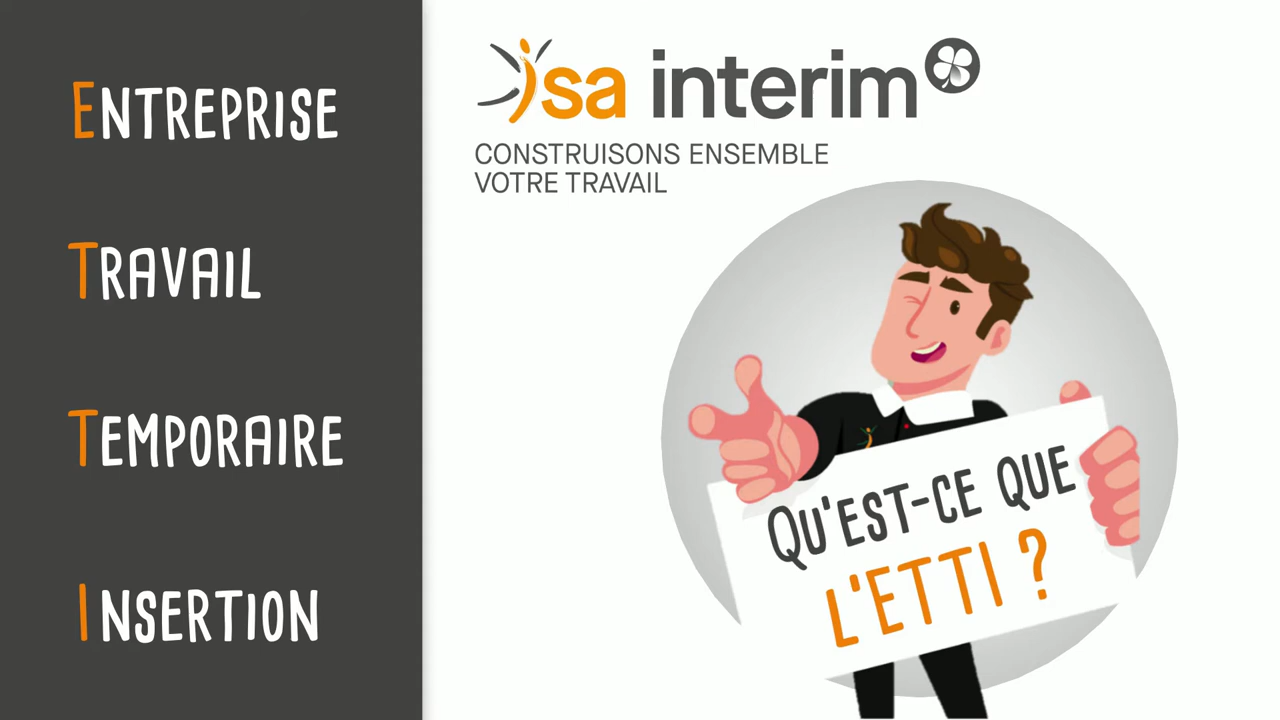 ENTREPRISE
TRAVAIL
TEMPORAIRE
INSERTION
isa interim
CONSTRUISONS ENSEMBLE
VOTRE TRAVAIL
QU'EST-CE QUE
L'ETTI ?